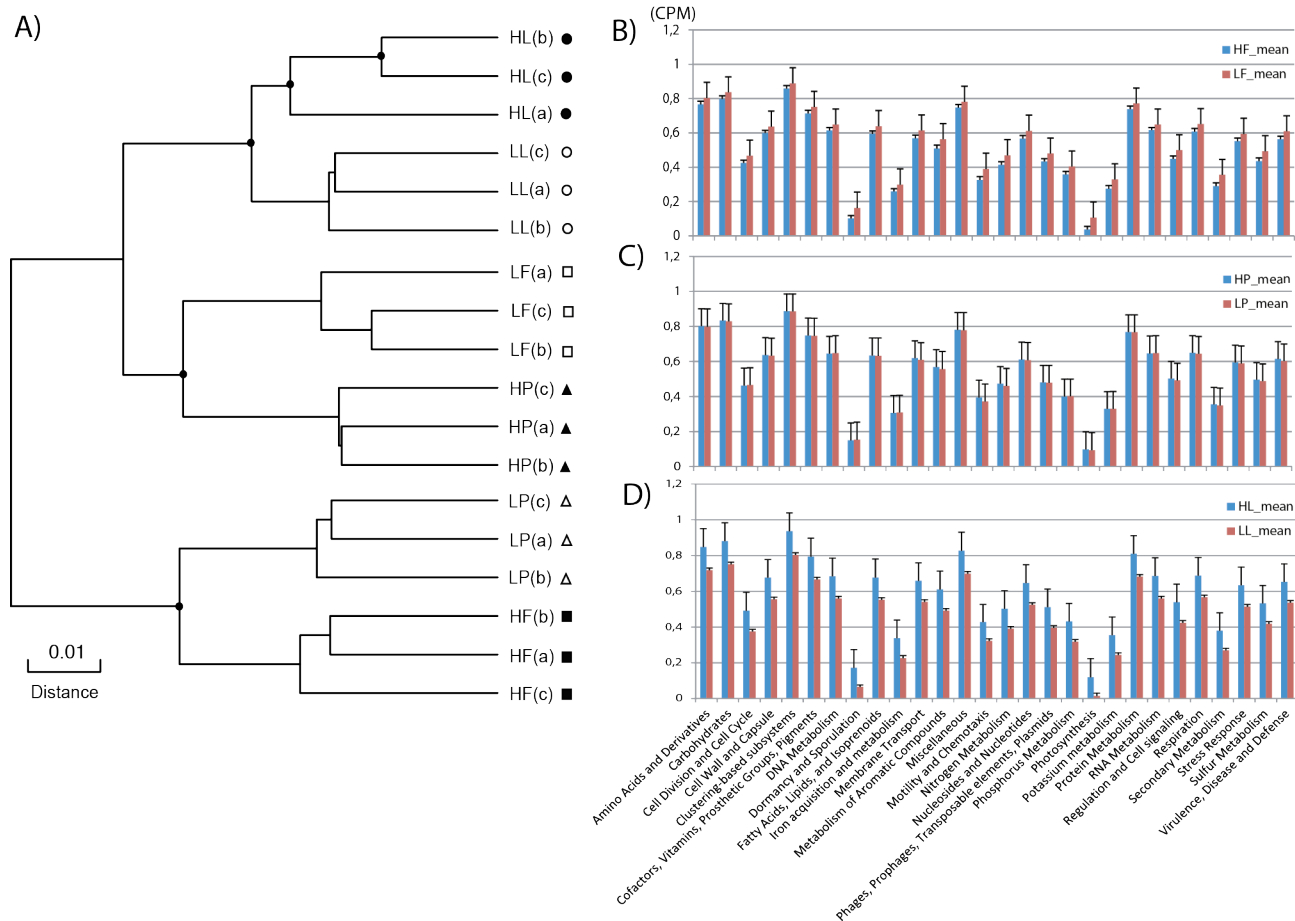 A)
HL(b)
HL(c)
HL(a)
LL(c)
LL(a)
LL(b)
LF(a)
LF(c)
LF(b)
HP(c)
HP(a)
HP(b)
LP(c)
LP(a)
LP(b)
HF(b)
HF(a)
HF(c)
0.01
Distance
B)
(CPM)
1,2
1
0,8
0,6
0,4
0,2
0
HF_mean
LF_mean
C)
1,2
1
0,8
0,6
0,4
0,2
0
HP_mean
LP_mean
D)
1,2
1
0,8
0,6
0,4
0,2
0
HL_mean
LL_mean
Amino Acids and Derivatives
Carbohydrates
Cell Division and Cell Cycle
Cell Wall and Capsule
Clustering-based subsystems
Cofactors, Vitamins, Prosthetic Groups, Pigments
DNA Metabolism
Dormancy and Sporulation
Fatty Acids, Lipids, and Isoprenoids
Iron acquisition and metabolism
Membrane Transport
Metabolism of Aromatic Compounds
Miscellaneous
Motility and Chemotaxis
Nitrogen Metabolism
Nucleosides and Nucleotides
Phages, Prophages, Transposable elements, Plasmids
Phosphorus Metabolism
Photosynthesis
Potassium metabolism
Protein Metabolism
RNA Metabolism
Regulation and Cell signaling
Respiration
Secondary Metabolism
Stress Response
Sulfur Metabolism
Virulence, Disease and Defense